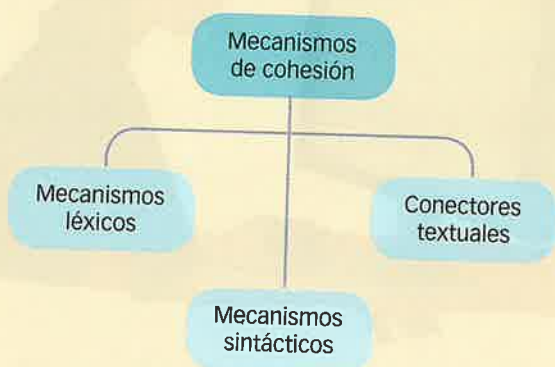 Mecanismos
de cohesión
Mecanismos
léxicos
Conectores
textuales
Mecanismos
sintácticos